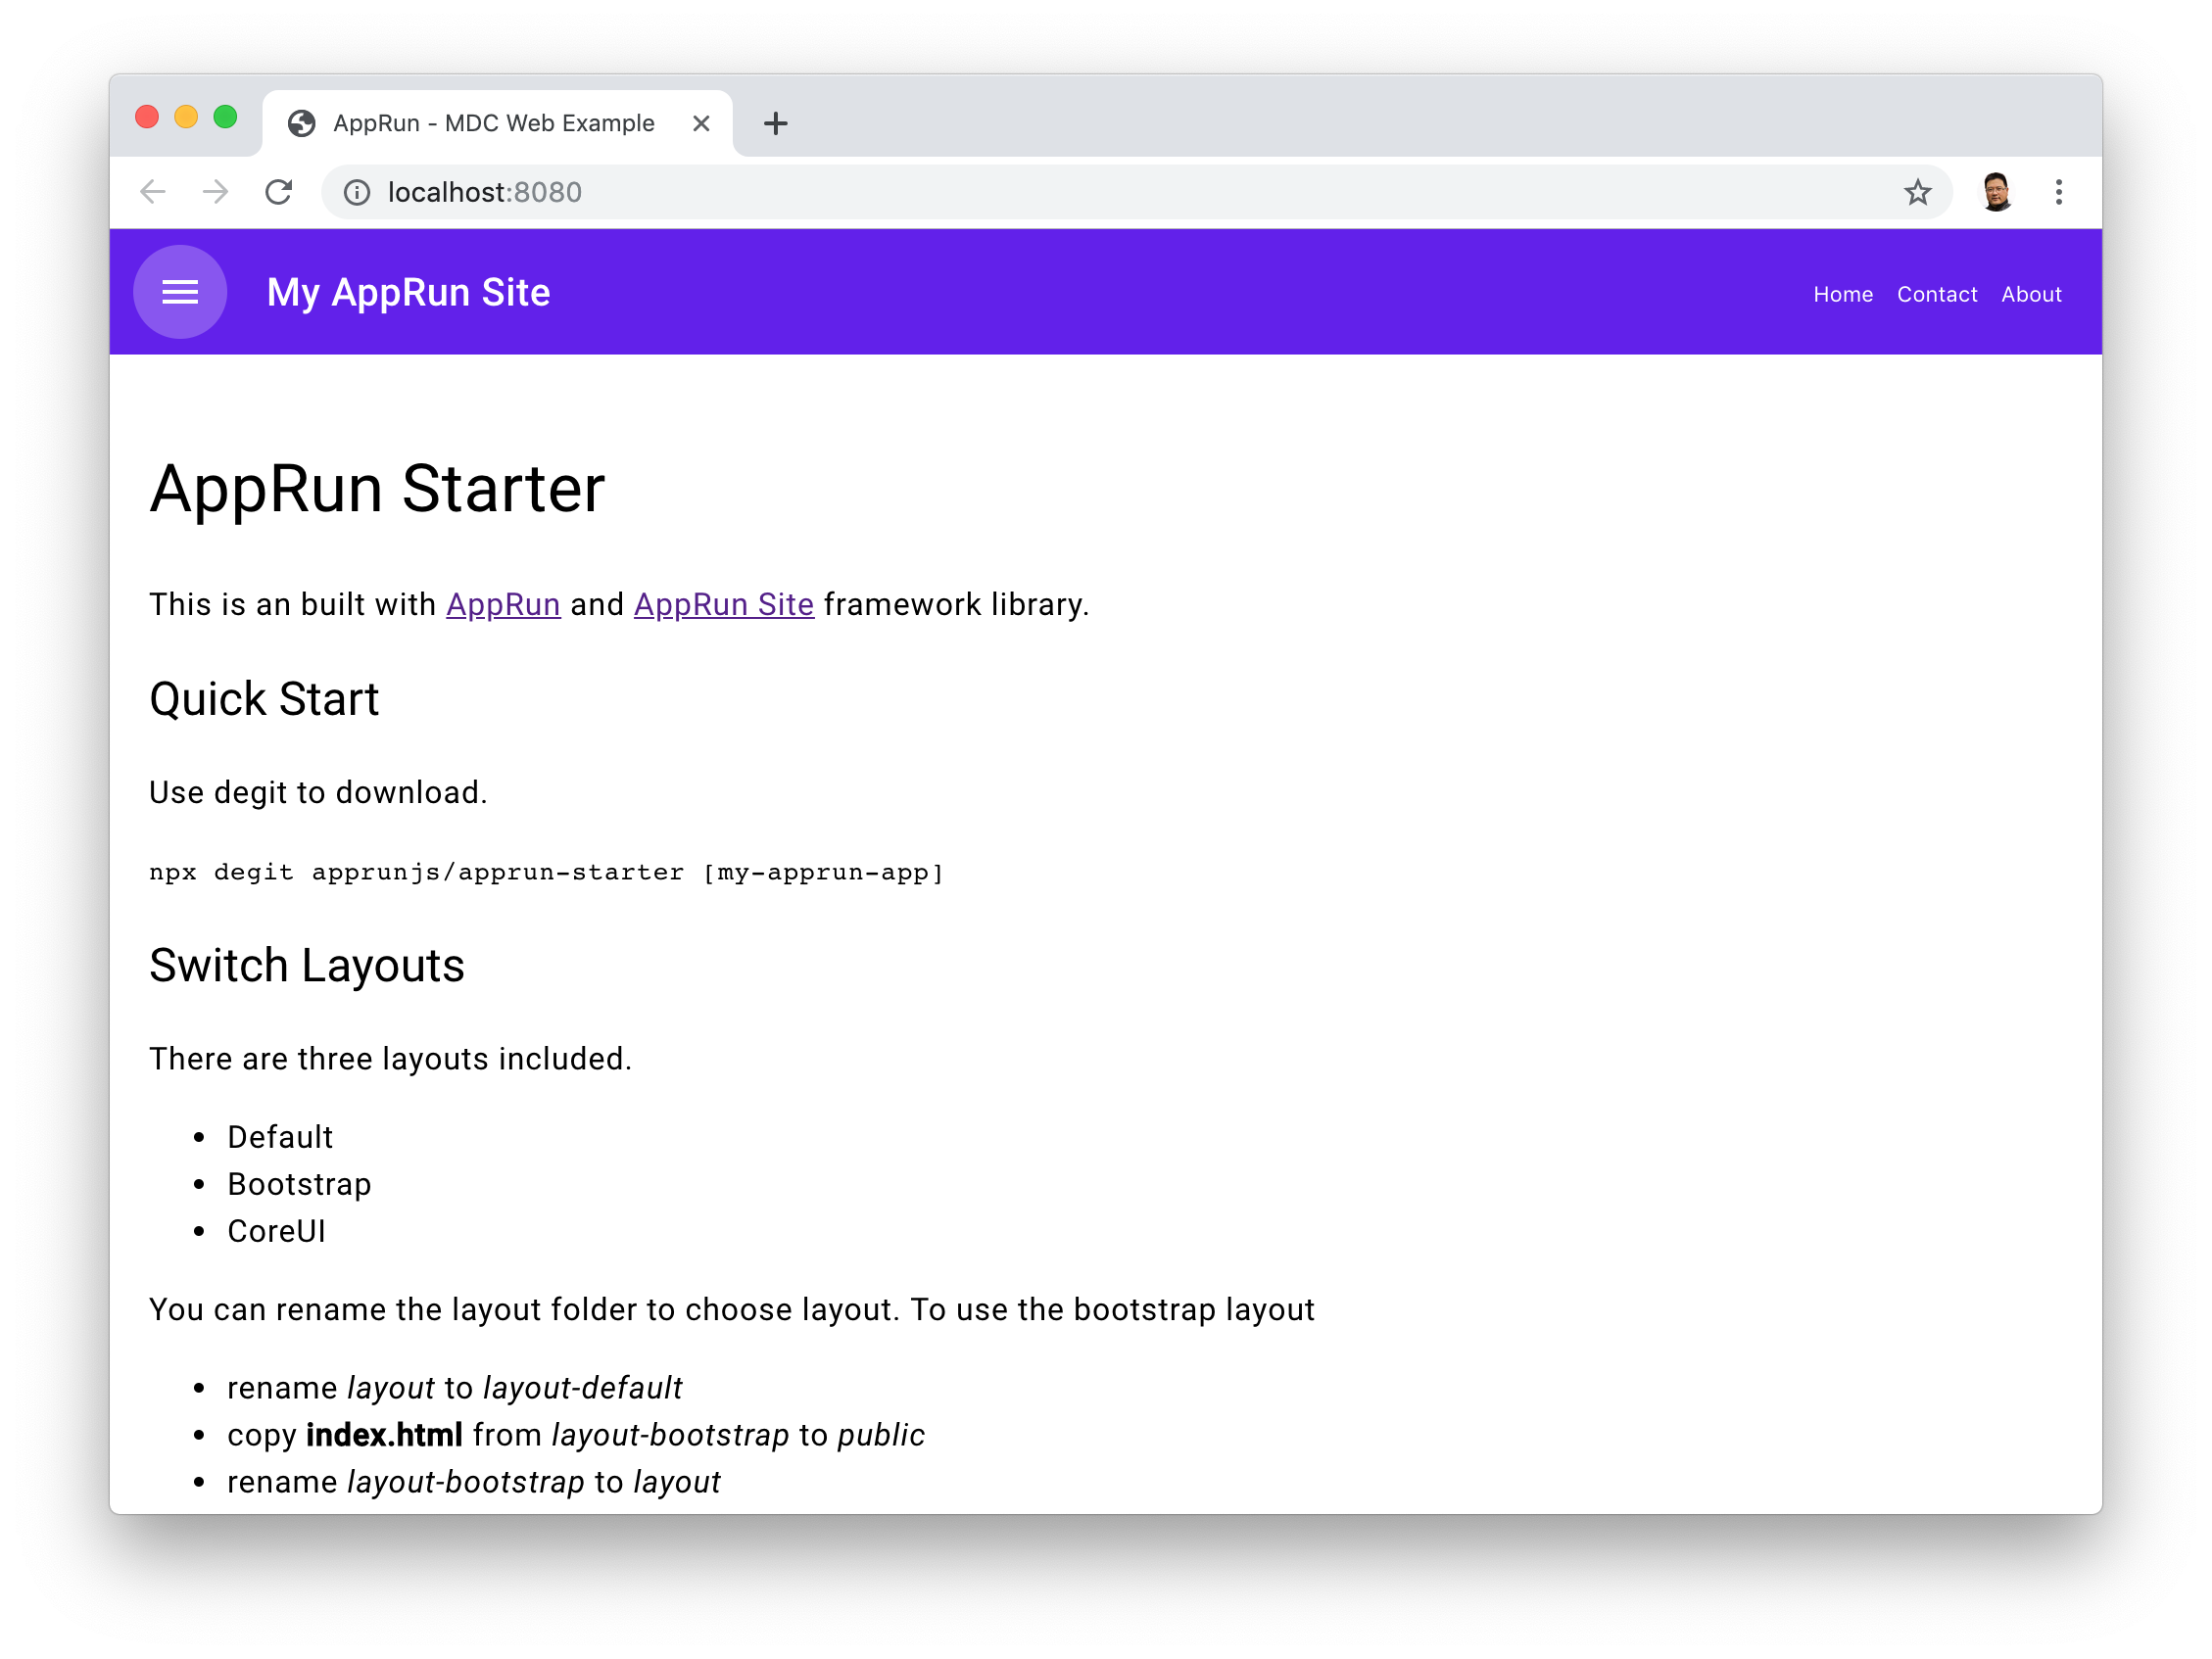 AppRun - MDC Web Example
localhost:8080
My AppRun Site
Home Contact About
AppRun Starter
This is an built with AppRun and AppRun Site framework library.
Quick Start
Use degit to download.
npx degit apprunjs/apprun-starter [my-apprun-app]
Switch Layouts
There are three layouts included.
Default
Bootstrap
CoreUI
You can rename the layout folder to choose layout. To use the bootstrap layout
rename layout to layout-default
copy index.html from layout-bootstrap to public
rename layout-bootstrap to layout